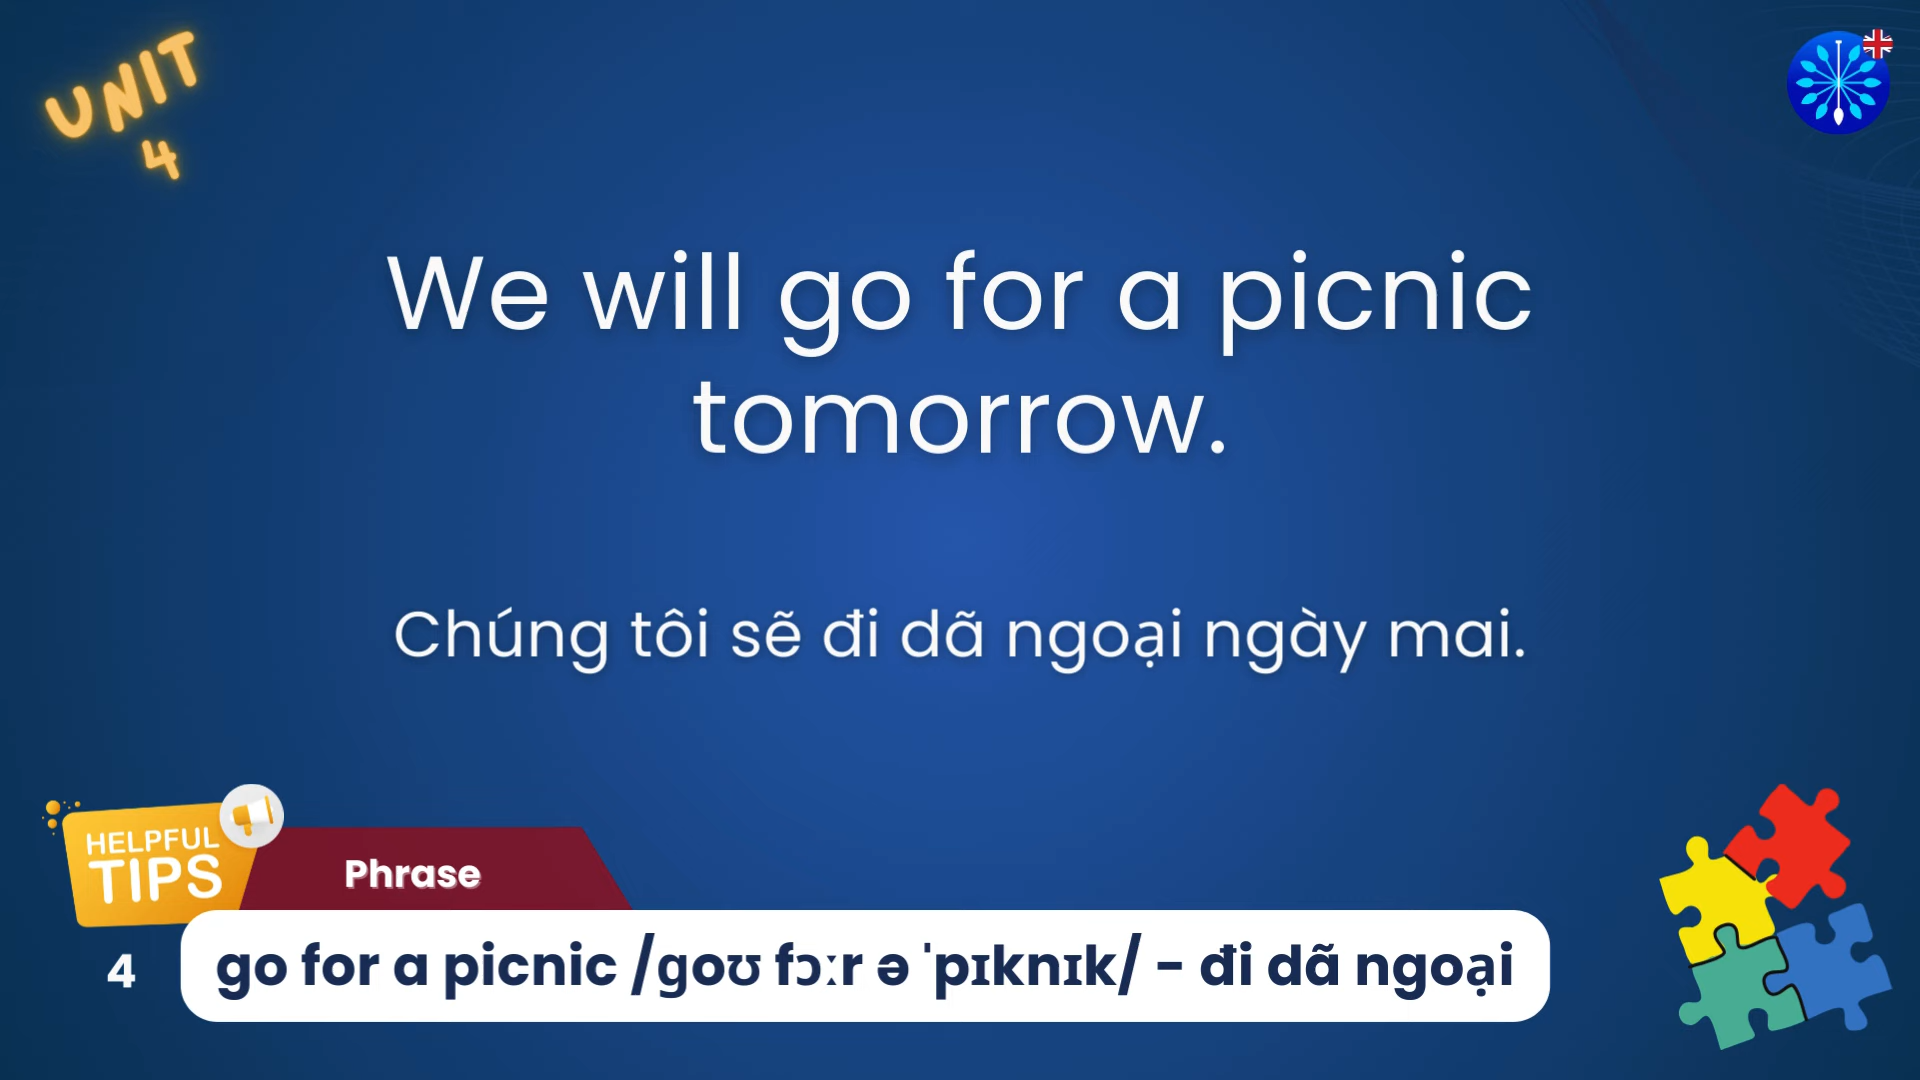 UNIT
4
We will go for a picnic
tomorrow.
Chúng tôi sẽ đi dã ngoại ngày mai.
HELPFUL
TIPS
Phrase
4
go for a picnic /ɡoʊ fɔːr ə ˈpɪknɪk/ - đi dã ngoại